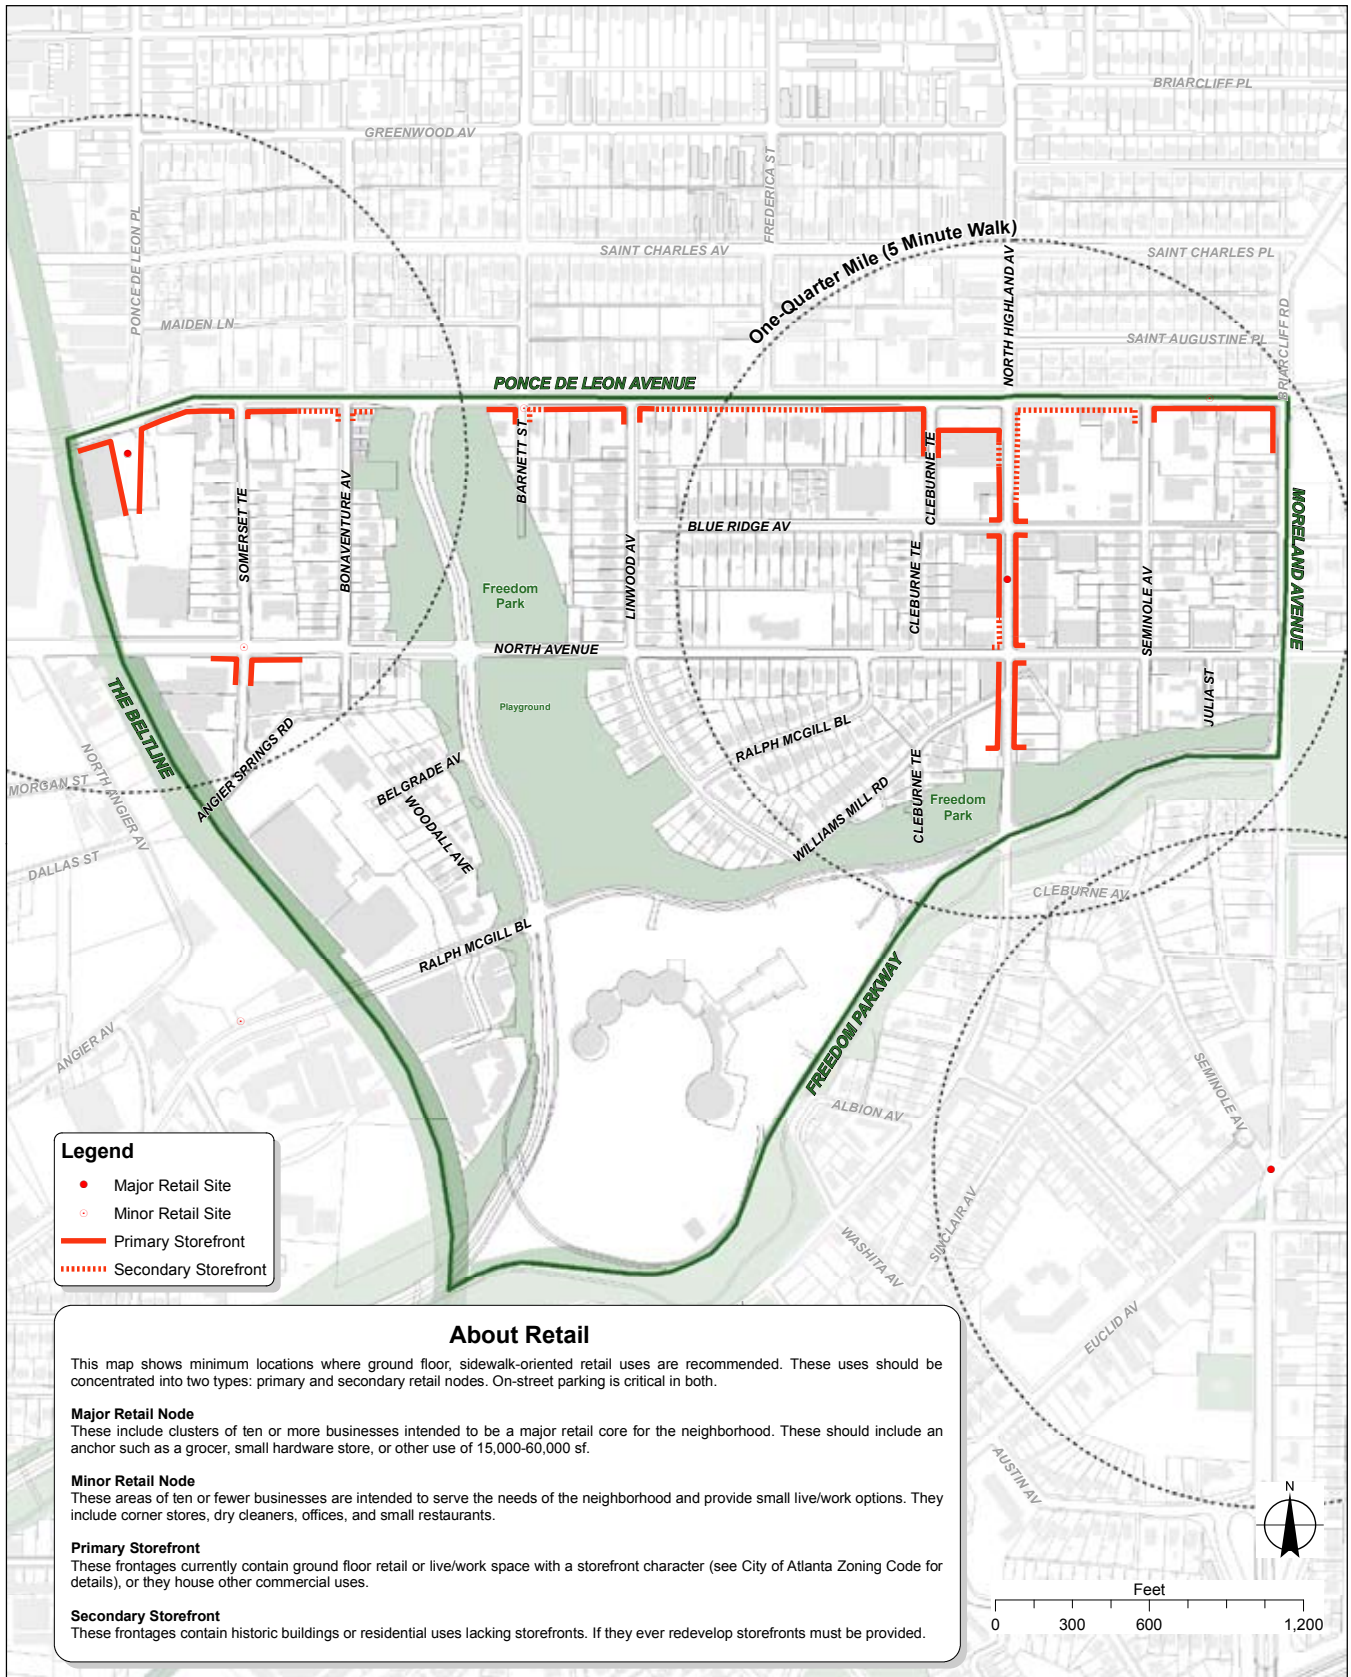 BRIARCLIFF PL
GREENWOOD AV
FREDERICA ST
PONCE DE LEON PL
One-Quarter Mile (5 Minute Walk)
SAINT CHARLES AV
SAINT CHARLES PL
NORTH HIGHLAND AV
MAIDEN LN
SAINT AUGUSTINE PL
BRIARCLIFF RD
PONCE DE LEON AVENUE
BARNETT ST
CLEBURNE TE
SOMERSET TE
BONAVENTURE AV
BLUE RIDGE AV
MORELAND AVENUE
LINWOOD AV
CLEBURNE TE
Freedom
Park
SEMINOLE AV
NORTH AVENUE
JULIA ST
THE BELTLINE
Playground
NORTH ANGIER AV
ANGIER SPRINGS RD
RALPH MCGILL BL
BELGRADE AV
MORGAN ST
WOODALL AVE
WILLIAMS MILL RD
CLEBURNE TE
Freedom
Park
DALLAS ST
CLEBURNE AV
RALPH MCGILL BL
FREEDOM PARKWAY
ANGIER AV
SEMINOLE AV
ALBION AV
SINCLAIR AV
WASHITA AV
EUCLID AV
AUSTIN AV
Legend
Major Retail Site
Minor Retail Site
Primary Storefront
Secondary Storefront
About Retail
This map shows minimum locations where ground floor, sidewalk-oriented retail uses are recommended. These uses should be
concentrated into two types: primary and secondary retail nodes. On-street parking is critical in both.
Major Retail Node
These include clusters of ten or more businesses intended to be a major retail core for the neighborhood. These should include an
anchor such as a grocer, small hardware store, or other use of 15,000-60,000 sf.
Minor Retail Node
These areas of ten or fewer businesses are intended to serve the needs of the neighborhood and provide small live/work options. They
include corner stores, dry cleaners, offices, and small restaurants.
Primary Storefront
These frontages currently contain ground floor retail or live/work space with a storefront character (see City of Atlanta Zoning Code for
details), or they house other commercial uses.
Secondary Storefront
These frontages contain historic buildings or residential uses lacking storefronts. If they ever redevelop storefronts must be provided.
N
Feet
0 300 600 1,200